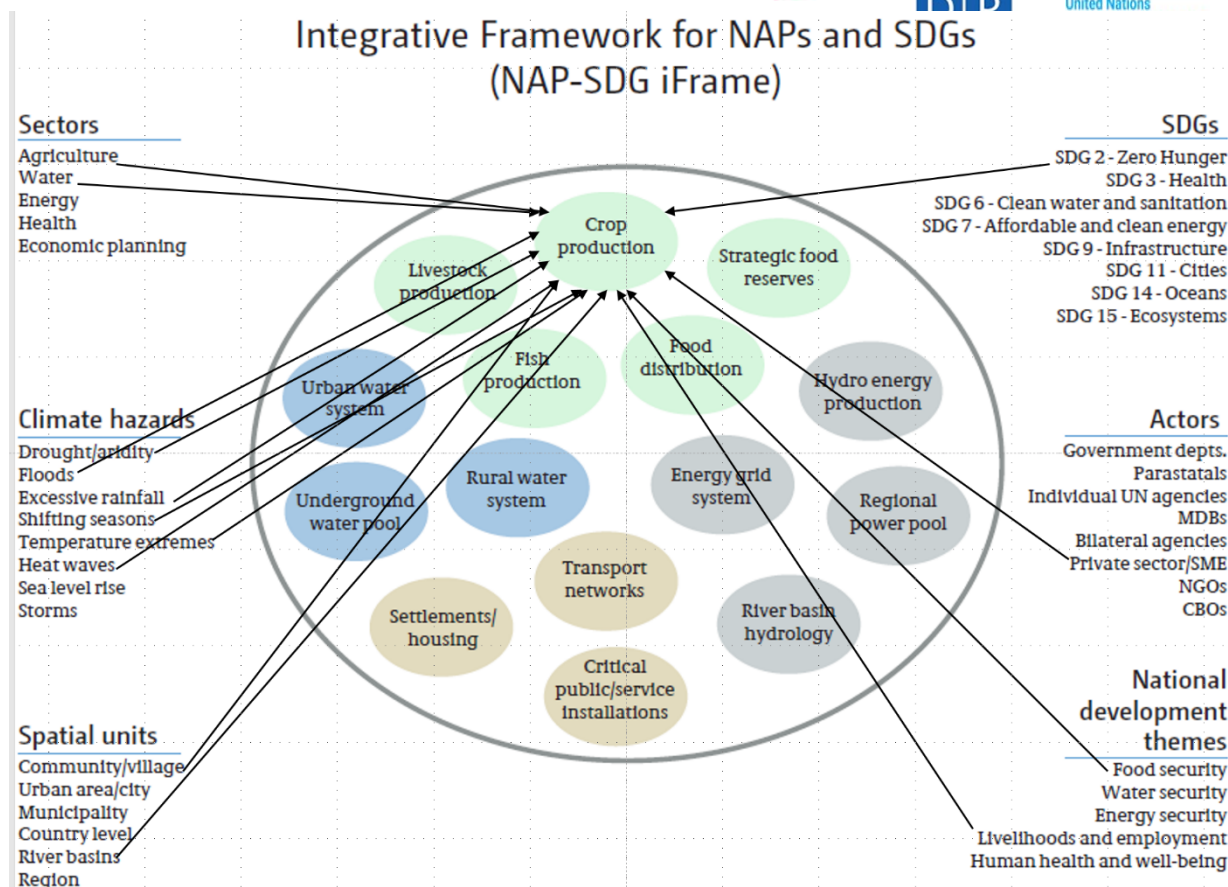 United Nations
Integrative Framework for NAPs and SDGs
(NAP-SDG iFrame)
Sectors
Agriculture
Water
Energy
Health
Economic planning
SDGs
SDG 2 - Zero Hunger
SDG 3 - Health
SDG 6 - Clean water and sanitation
SDG 7 - Affordable and clean energy
SDG 9 - Infrastructure
SDG 11 - Cities
SDG 14 - Oceans
SDG 15 - Ecosystems
Crop
production
Livestock
production
Strategic food
reserves
Fish
production
Food
distribution
Urban water
system
Hydro energy
production
Rural water
system
Energy grid
system
Underground
water pool
Regional
power pool
Transport
networks
Settlements/
housing
River basin
hydrology
Critical
public/service
installations
Climate hazards
Drought/aridity
Floods
Excessive rainfall
Shifting seasons
Temperature extremes
Heat waves
Sea level rise
Storms
Actors
Government depts.
Parastatals
Individual UN agencies
MDBs
Bilateral agencies
Private sector/SME
NGOs
CBOs
Spatial units
Community/village
Urban area/city
Municipality
Country level
River basins
Region
National
development
themes
Food security
Water security
Energy security
Livelihoods and employment
Human health and well-being